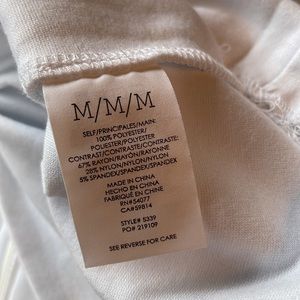 M/M/M
SELF/PRINCIPALES/MAIN:
100% POLYESTER/
POLIESTER/POLYESTER
CONTRAST/CONTRASTE/CONTRASTE:
67% RAYON/RAYÓN/RAYONNE
28% NYLON/NYLON/NYLON
5% SPANDEX/SPANDEX/SPANDEX
MADE IN CHINA
HECHO EN CHINA
FABRIQUÉ EN CHINE
RN#54077
CA#59814
STYLE# 5339
PO# 219109
SEE REVERSE FOR CARE